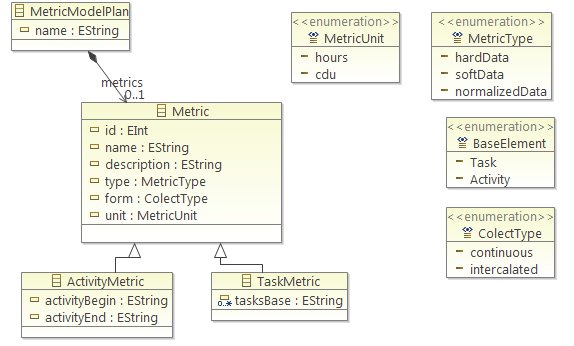 MetricModelPlan
name : EString
metrics
0..1
Metric
id : EInt
name : EString
description : EString
type : MetricType
form : ColectType
unit : MetricUnit
ActivityMetric
activityBegin : EString
activityEnd : EString
TaskMetric
0..* tasksBase : EString
<<enumeration>>
MetricUnit
hours
cdu
<<enumeration>>
MetricType
hardData
softData
normalizedData
<<enumeration>>
BaseElement
Task
Activity
<<enumeration>>
ColectType
continuous
intercalated